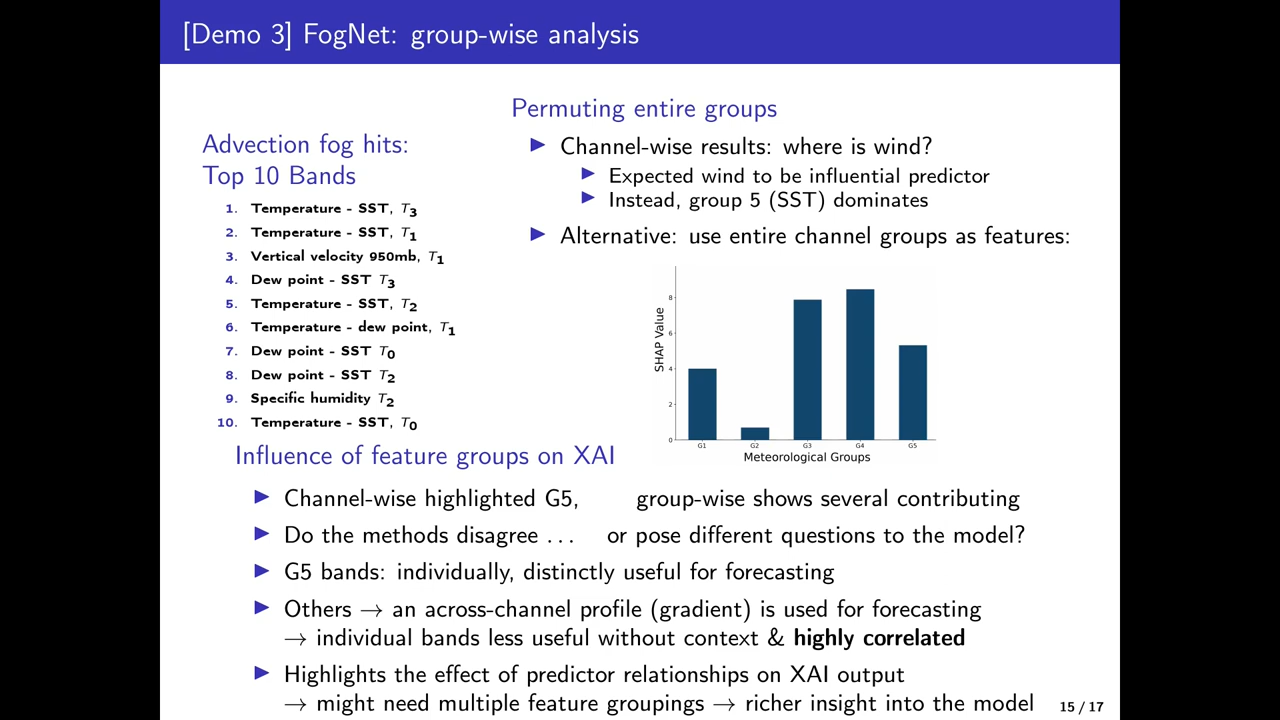 [Demo 3] FogNet: group-wise analysis
Advection fog hits:
Top 10 Bands
1. Temperature - SST, T3
2. Temperature - SST, T1
3. Vertical velocity 950mb, T1
4. Dew point - SST T3
5. Temperature - SST, T2
6. Temperature - dew point, T1
7. Dew point - SST T0
8. Dew point - SST T2
9. Specific humidity T2
10. Temperature - SST, T0
Permuting entire groups
Channel-wise results: where is wind?
Expected wind to be influential predictor
Instead, group 5 (SST) dominates
Alternative: use entire channel groups as features:
SHAP Value
8
6
4
2
0
G1 G2 G3 G4 G5
Meteorological Groups
Influence of feature groups on XAI
Channel-wise highlighted G5, group-wise shows several contributing
Do the methods disagree ... or pose different questions to the model?
G5 bands: individually, distinctly useful for forecasting
Others → an across-channel profile (gradient) is used for forecasting
→ individual bands less useful without context & highly correlated
Highlights the effect of predictor relationships on XAI output
→ might need multiple feature groupings → richer insight into the model
15 / 17